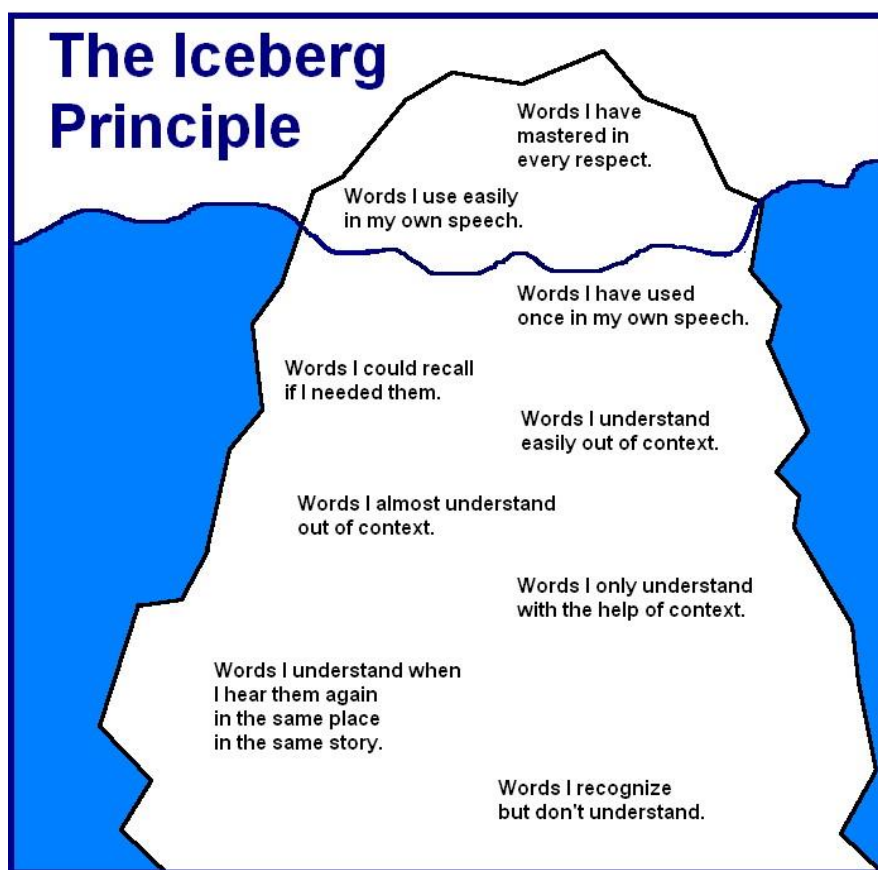 The Iceberg
Principle
Words I have
mastered in
every respect.
Words I use easily
in my own speech.
Words I have used
once in my own speech.
Words I could recall
if I needed them.
Words I understand
easily out of context.
Words I almost understand
out of context.
Words I only understand
with the help of context.
Words I understand when
I hear them again
in the same place
in the same story.
Words I recognize
but don't understand.